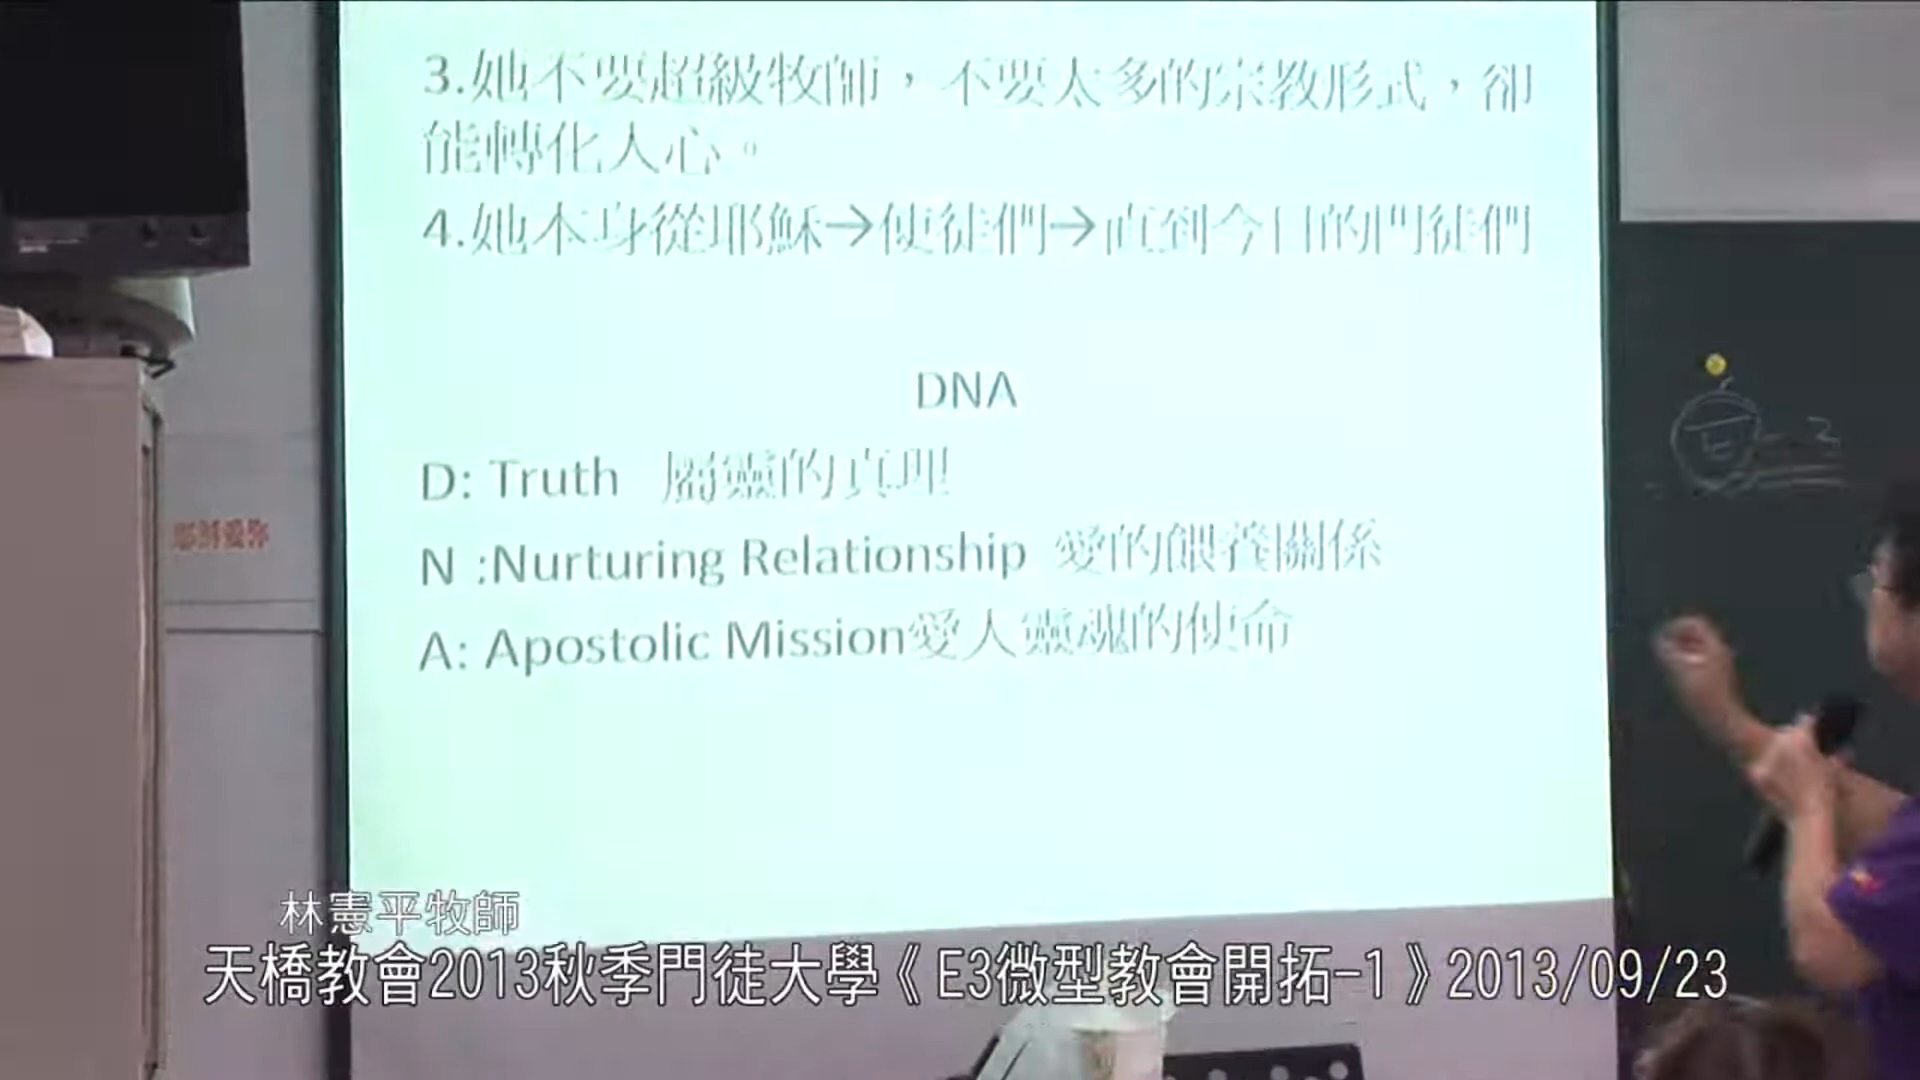 3.她不要超級牧師，不要太多的宗教形式，卻
能轉化人心。
4.她本身從耶穌→使徒們→直到今日的門徒們
DNA
D: Truth 屬靈的真理
N :Nurturing Relationship 愛的餵養關係
A: Apostolic Mission愛人靈魂的使命
耶穌愛你
林憲平牧師
天橋教會2013秋季門徒大學《E3微型教會開拓-1》2013/09/23